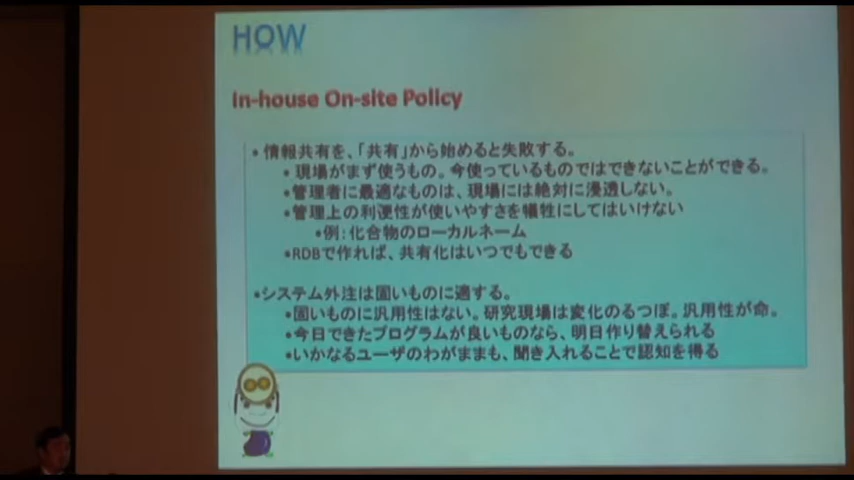 HOW
In-house On-site Policy
• 情報共有を、「共有」から始めると失敗する。
• 現場がまず使うもの。今使っているものではできないことができる。
• 管理者に最適なものは、現場には絶対に浸透しない。
• 管理上の利便性が使いやすさを犠牲にしてはいけない
• 例：化合物のローカルネーム
• RDBで作れば、共有化はいつでもできる
• システム外注は固いものに適する。
• 固いものに汎用性はない。研究現場は変化のるつぼ。汎用性が命。
• 今日できたプログラムが良いものなら、明日作り替えられる
• いかなるユーザのわがままも、聞き入れることで認知を得る